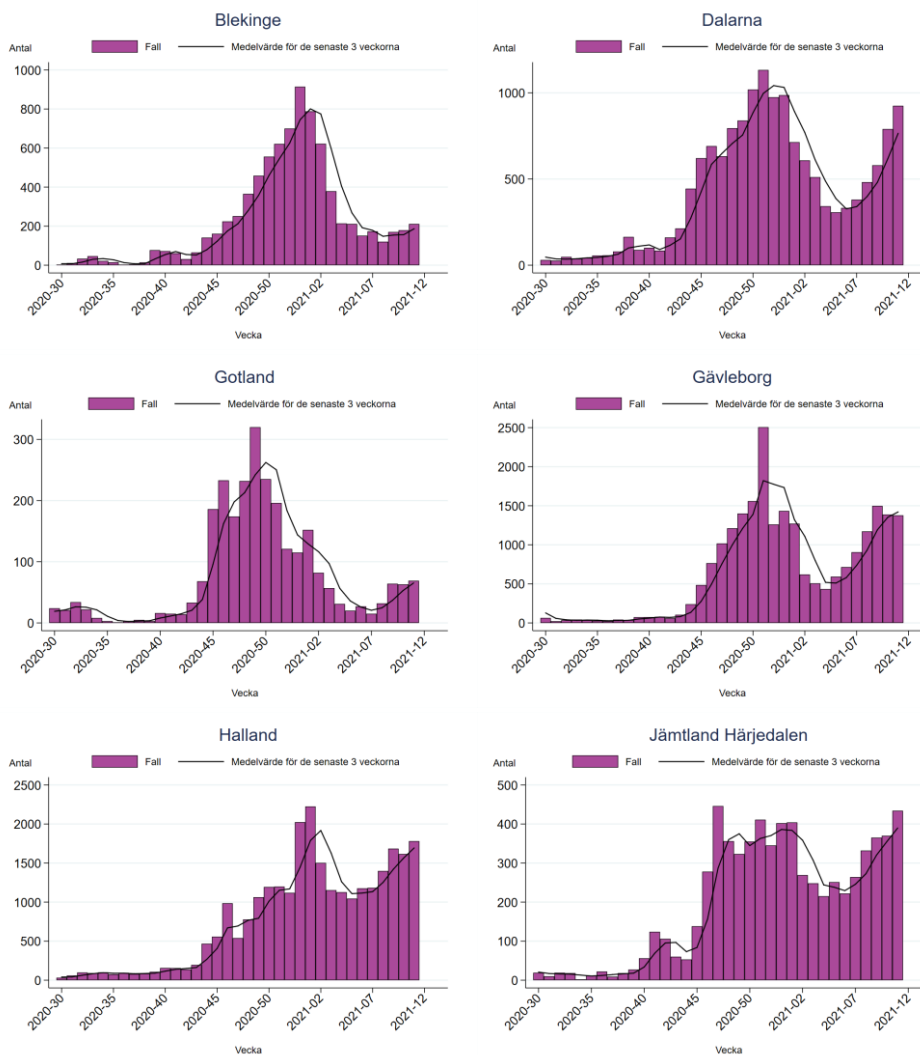 Blekinge
Antal
Fall
Medelvärde för de senaste 3 veckorna
1000
800
600
400
200
0
2020-30
2020-35
2020-40
2020-45
2020-50
2021-02
2021-07
2021-12
Vecka
Dalarna
Antal
Fall
Medelvärde för de senaste 3 veckorna
1000
500
0
2020-30
2020-35
2020-40
2020-45
2020-50
2021-02
2021-07
2021-12
Vecka
Gotland
Antal
Fall
Medelvärde för de senaste 3 veckorna
300
200
100
0
2020-30
2020-35
2020-40
2020-45
2020-50
2021-02
2021-07
2021-12
Vecka
Gävleborg
Antal
Fall
Medelvärde för de senaste 3 veckorna
2500
2000
1500
1000
500
0
2020-30
2020-35
2020-40
2020-45
2020-50
2021-02
2021-07
2021-12
Vecka
Halland
Antal
Fall
Medelvärde för de senaste 3 veckorna
2500
2000
1500
1000
500
0
2020-30
2020-35
2020-40
2020-45
2020-50
2021-02
2021-07
2021-12
Vecka
Jämtland Härjedalen
Antal
Fall
Medelvärde för de senaste 3 veckorna
500
400
300
200
100
0
2020-30
2020-35
2020-40
2020-45
2020-50
2021-02
2021-07
2021-12
Vecka